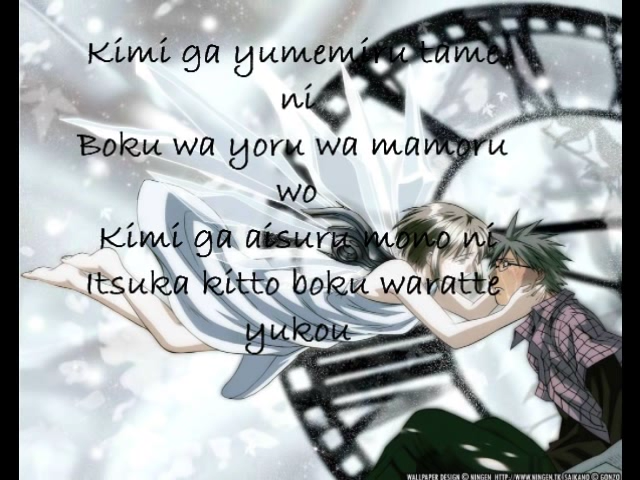 Kimi ga yumemiru tame
ni
Boku wa yoru wa mamoru
wo
Kimi ga aisuru mono ni
Itsuka kitto boku waratte
yukou
WALLPAPER DESIGN © NINGEN HTTP://WWW.NINGEN.TK/SAIKANO © GONZO